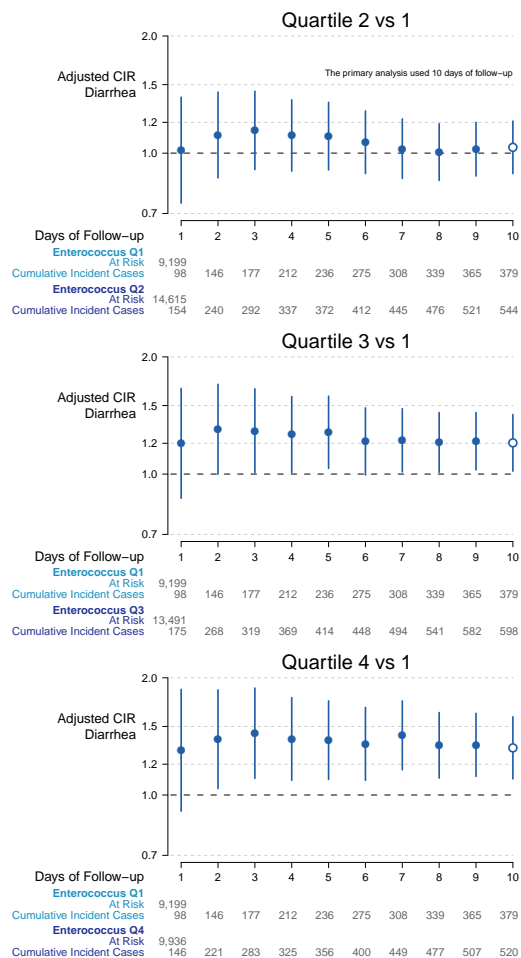 Quartile 2 vs 1
2.0
The primary analysis used 10 days of follow−up
Adjusted CIR
Diarrhea
1.5
1.2
1.0
0.7
Days of Follow−up 1 2 3 4 5 6 7 8 9 10
Enterococcus Q1
At Risk 9,199
Cumulative Incident Cases 98 146 177 212 236 275 308 339 365 379
Enterococcus Q2
At Risk 14,615
Cumulative Incident Cases 154 240 292 337 372 412 445 476 521 544
Quartile 3 vs 1
2.0
Adjusted CIR
Diarrhea
1.5
1.2
1.0
0.7
Days of Follow−up 1 2 3 4 5 6 7 8 9 10
Enterococcus Q1
At Risk 9,199
Cumulative Incident Cases 98 146 177 212 236 275 308 339 365 379
Enterococcus Q3
At Risk 13,491
Cumulative Incident Cases 175 268 319 369 414 448 494 541 582 598
Quartile 4 vs 1
2.0
Adjusted CIR
Diarrhea
1.5
1.2
1.0
0.7
Days of Follow−up 1 2 3 4 5 6 7 8 9 10
Enterococcus Q1
At Risk 9,199
Cumulative Incident Cases 98 146 177 212 236 275 308 339 365 379
Enterococcus Q4
At Risk 9,936
Cumulative Incident Cases 146 221 283 325 356 400 449 477 507 520